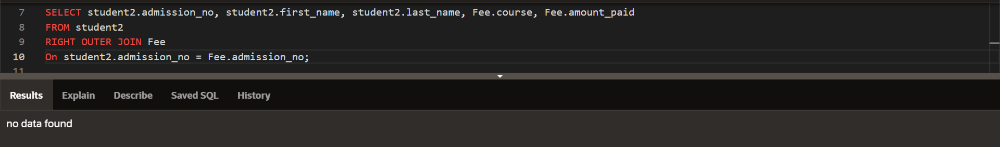 7 SELECT student2.admission_no, student2.first_name, student2.last_name, Fee.course, Fee.amount_paid
8 FROM student2
9 RIGHT OUTER JOIN Fee
10 On student2.admission_no = Fee.admission_no;
11
Results Explain Describe Saved SQL History
no data found